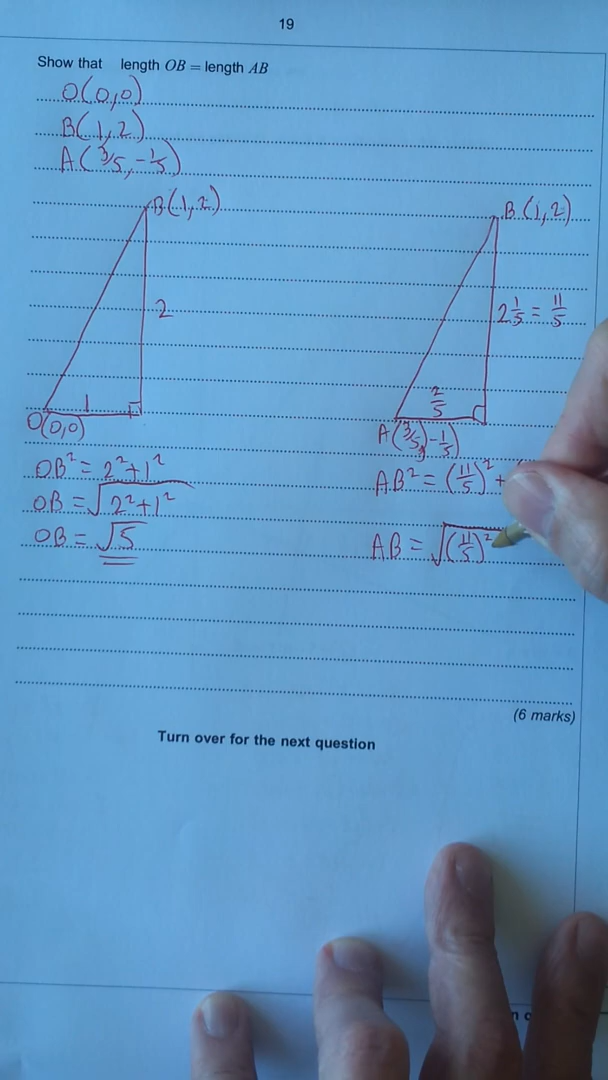 19
Show that length OB = length AB
O(0,0)
B(1,2)
A(3/5,-1/5)
B(1,2)
2
1
O(0,0)
OB² = 2²+1²
OB = √2²+1²
OB = √5
B(1,2)
2 1/5 = 11/5
2/5
A(3/5,-1/5)
AB² = (11/5)² +
AB = √(11/5)²
(6 marks)
Turn over for the next question